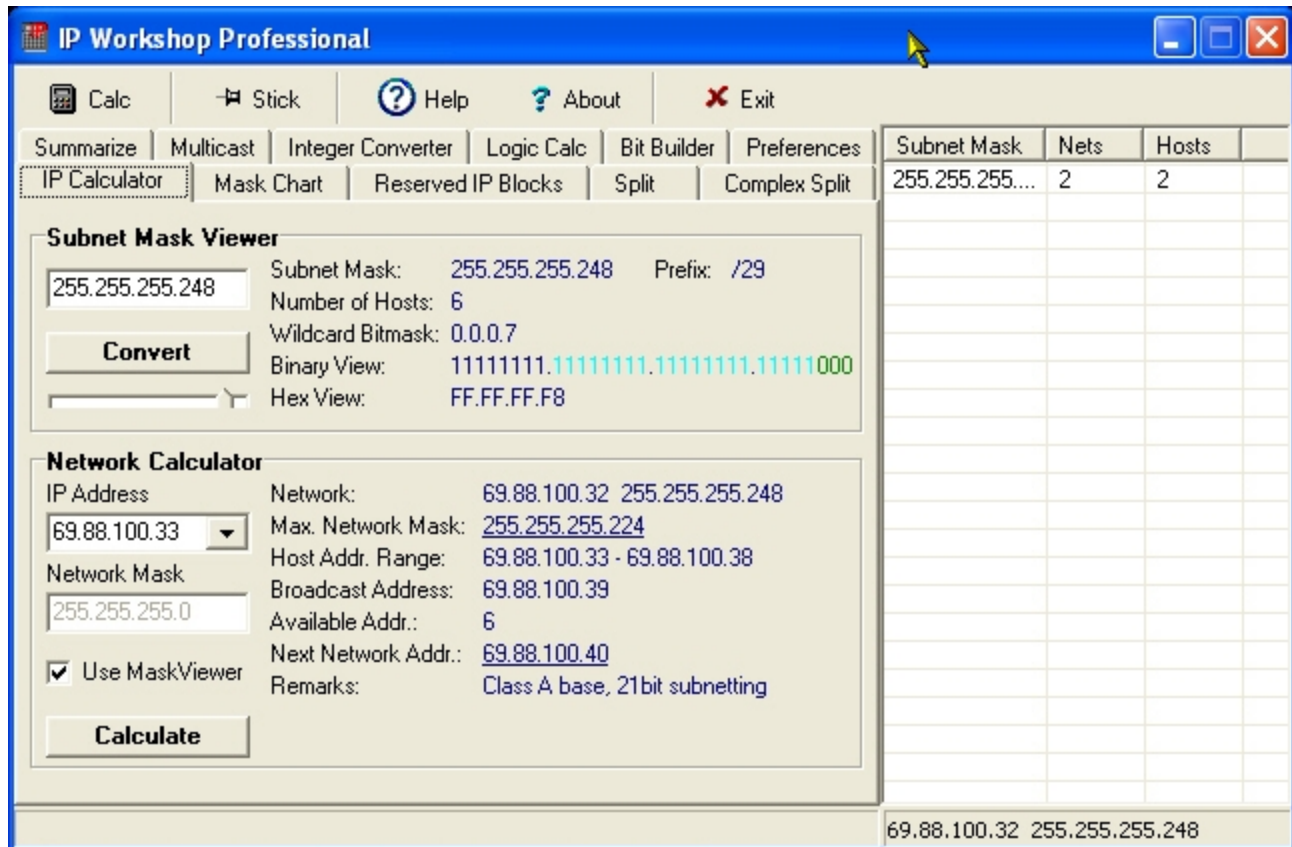 IP Workshop Professional
Calc Stick Help About Exit
Summarize Multicast Integer Converter Logic Calc Bit Builder Preferences
IP Calculator Mask Chart Reserved IP Blocks Split Complex Split
Subnet Mask Viewer
255.255.255.248
Convert
Subnet Mask: 255.255.255.248 Prefix: /29
Number of Hosts: 6
Wildcard Bitmask: 0.0.0.7
Binary View: 11111111.11111111.11111111.11111000
Hex View: FF.FF.FF.F8
Network Calculator
IP Address
69.88.100.33
Network Mask
255.255.255.0
Use MaskViewer
Calculate
Network: 69.88.100.32 255.255.255.248
Max. Network Mask: 255.255.255.224
Host Addr. Range: 69.88.100.33 - 69.88.100.38
Broadcast Address: 69.88.100.39
Available Addr.: 6
Next Network Addr.: 69.88.100.40
Remarks: Class A base, 21bit subnetting
Subnet Mask Nets Hosts
255.255.255.... 2 2
69.88.100.32 255.255.255.248